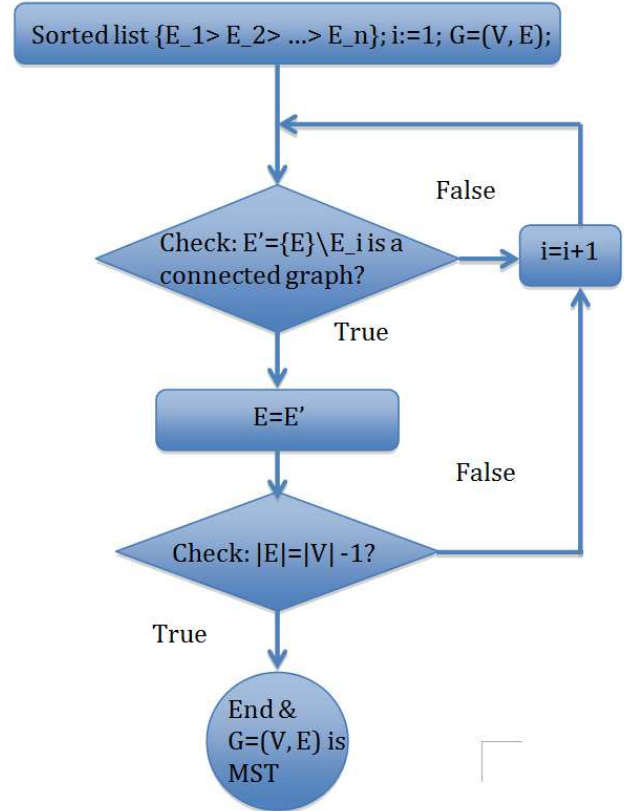 Sorted list {E_1> E_2> ...> E_n}; i:=1; G=(V, E);
False
Check: E’={E}\E_i is a
connected graph?
i=i+1
True
E=E’
False
Check: |E|=|V| -1?
True
End &
G=(V, E) is
MST